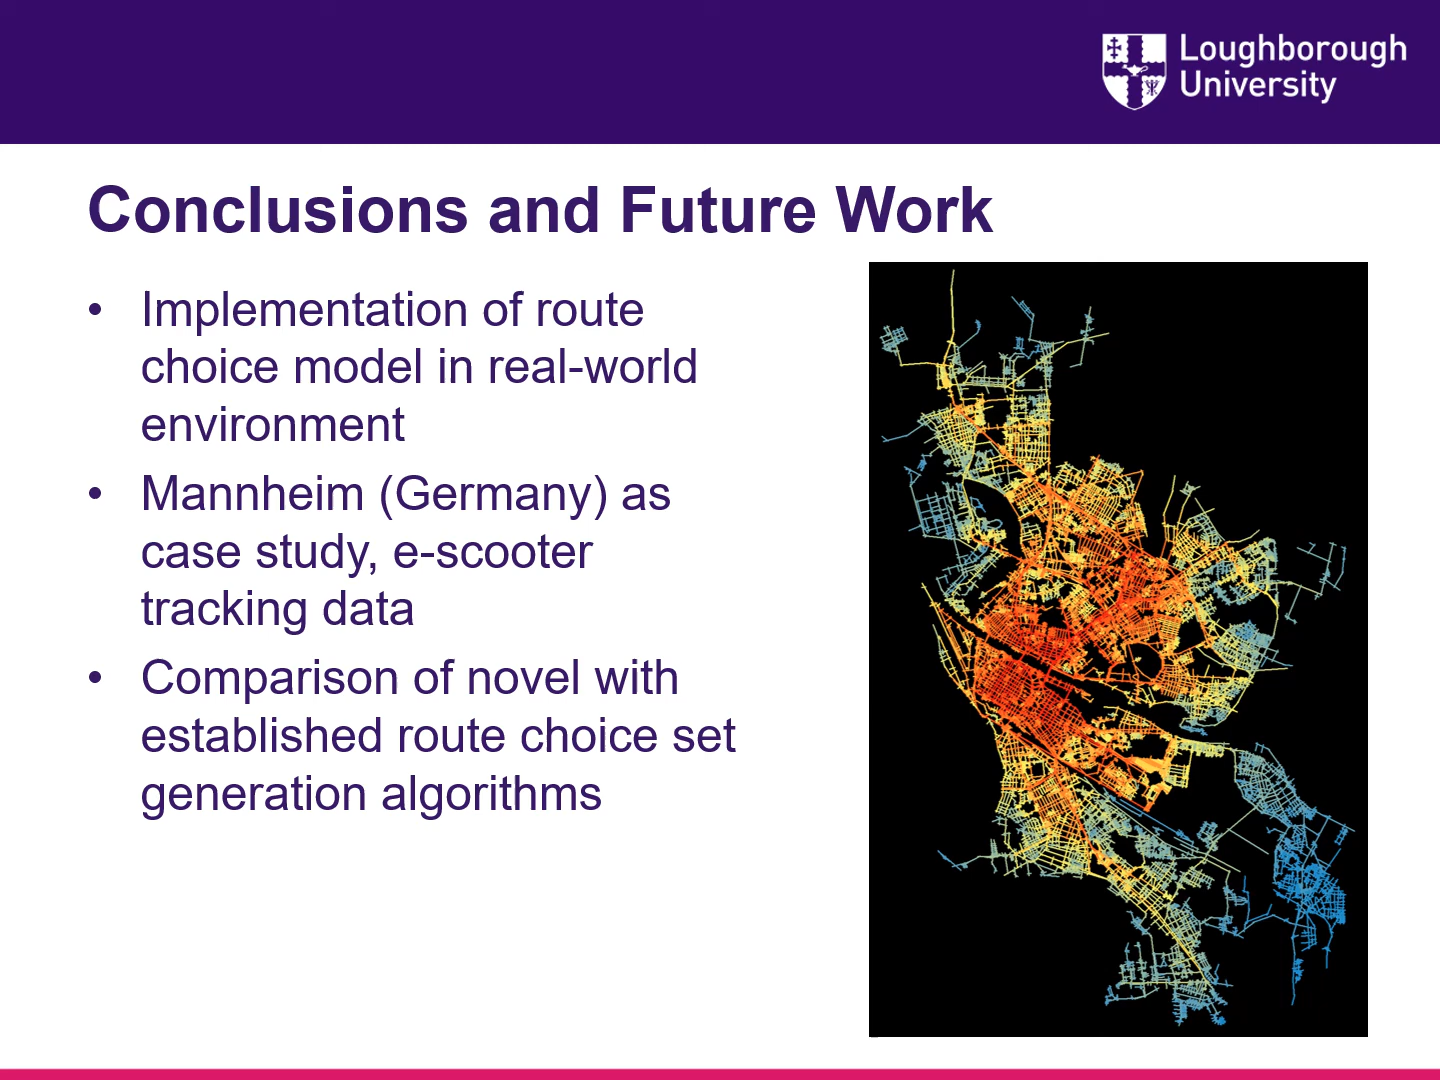 Loughborough
University
Conclusions and Future Work
• Implementation of route
choice model in real-world
environment
• Mannheim (Germany) as
case study, e-scooter
tracking data
• Comparison of novel with
established route choice set
generation algorithms